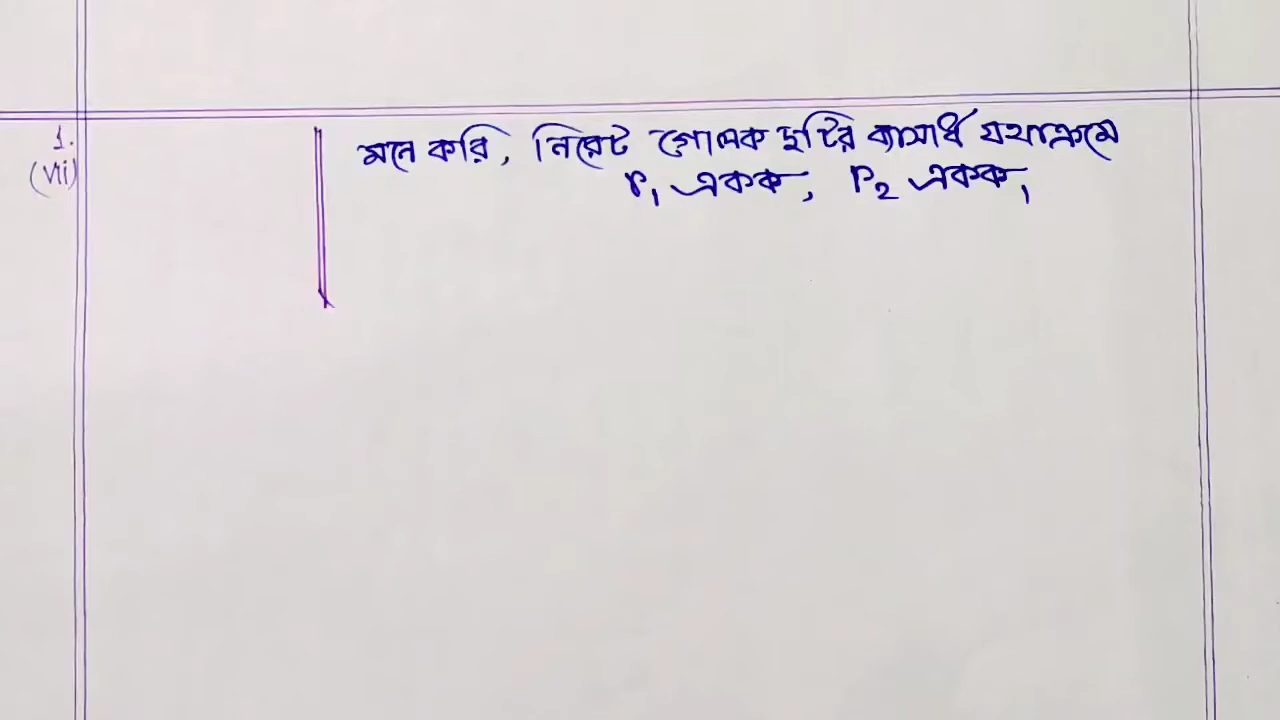 1.
(vii)
মনে করি, নিরেট গোলক দুটির ব্যাসার্ধ যথাক্রমে
r₁ একক, r₂ একক,